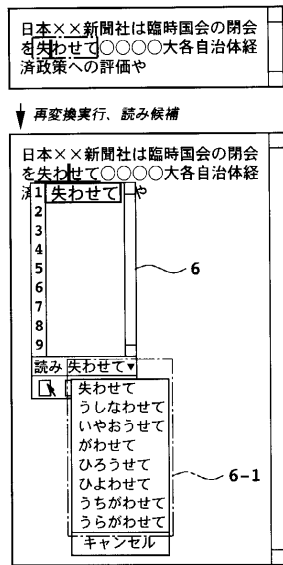 日本××新聞社は臨時国会の閉会
を失わせて○○○○大各自治体経
済政策への評価や
再変換実行、読み候補
日本××新聞社は臨時国会の閉会
を失わせて○○○○大各自治体経
済
1 失わせて や
2
3
4
5
6
7
8
9
6
読み 失わせて▼
失わせて
うしなわせて
いやおうせて
がわせて
ひろうせて
ひよわせて
うちがわせて
うらがわせて
キャンセル
6-1